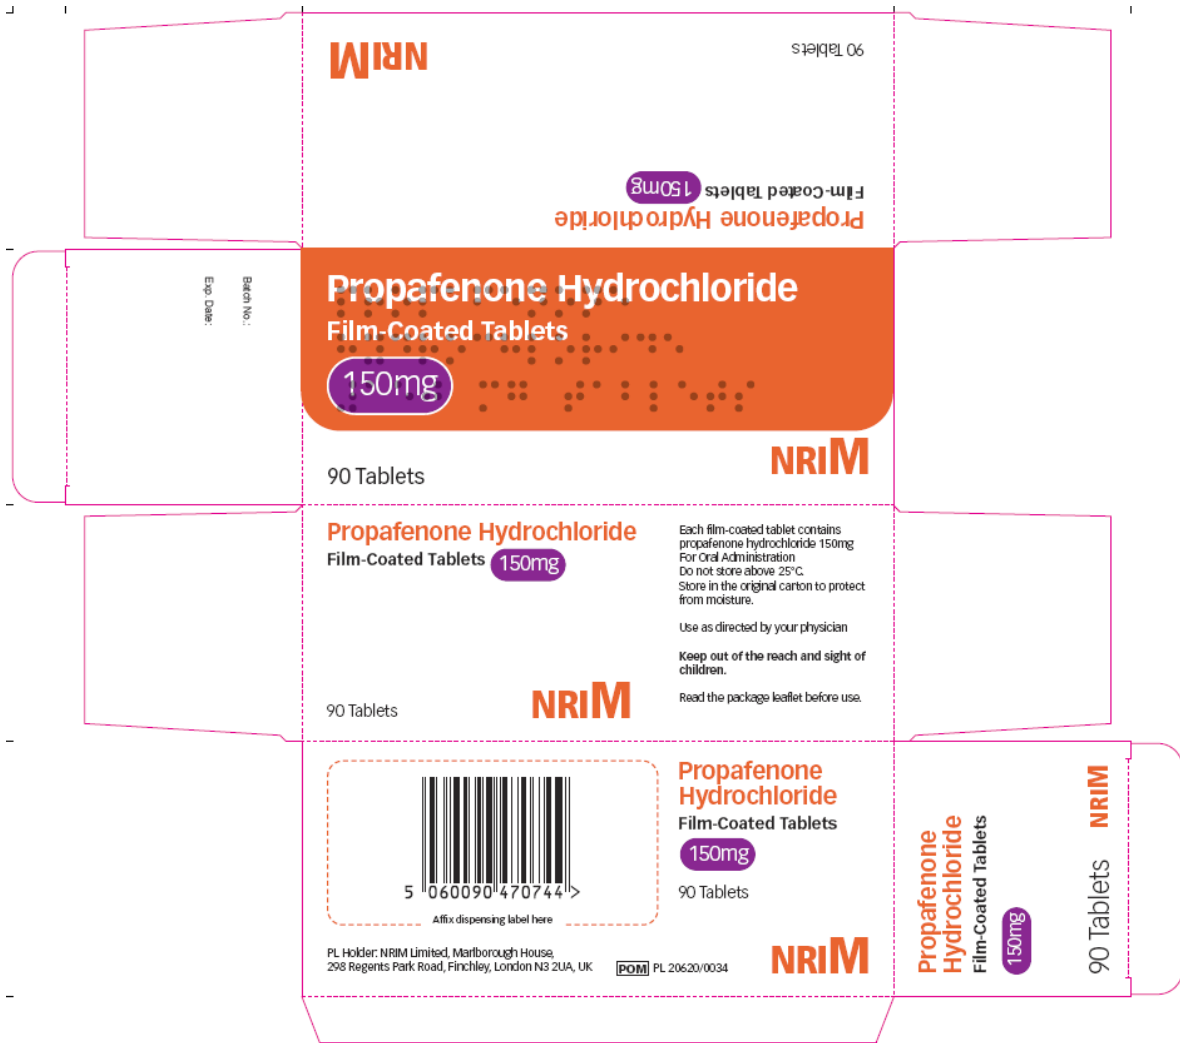 NRIM
90 Tablets
Film-Coated Tablets 150mg
Propafenone Hydrochloride
Batch No.:
Exp. Date:
Propafenone Hydrochloride
Film-Coated Tablets
150mg
90 Tablets
NRIM
Propafenone Hydrochloride
Film-Coated Tablets 150mg
90 Tablets
NRIM
Each film-coated tablet contains
propafenone hydrochloride 150mg
For Oral Administration
Do not store above 25°C.
Store in the original carton to protect
from moisture.
Use as directed by your physician
Keep out of the reach and sight of
children.
Read the package leaflet before use.
5 060090 470744 >
Affix dispensing label here
PL Holder: NRIM Limited, Marlborough House,
298 Regents Park Road, Finchley, London N3 2UA, UK
POM PL 20620/0034
Propafenone
Hydrochloride
Film-Coated Tablets
150mg
90 Tablets
NRIM
Propafenone
Hydrochloride
Film-Coated Tablets
150mg
90 Tablets
NRIM